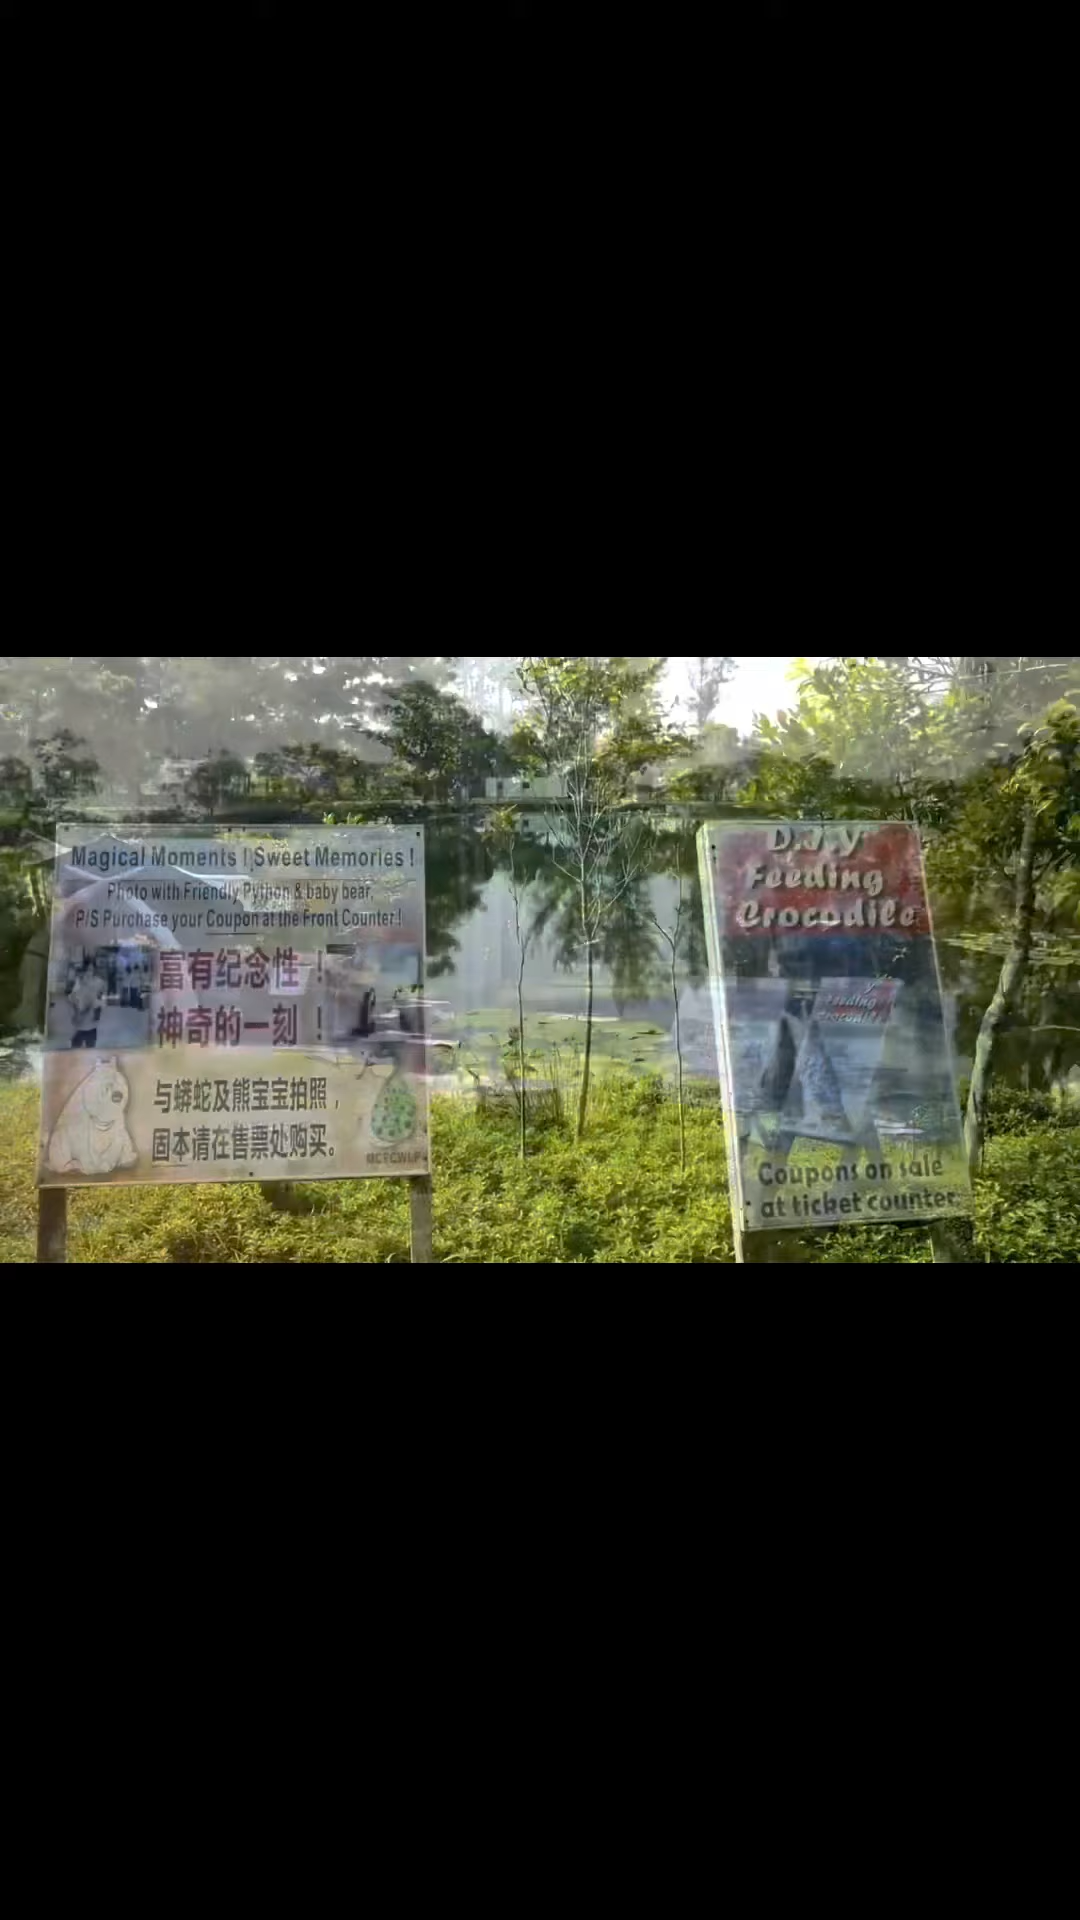 Magical Moments ! Sweet Memories !
Photo with Friendly Python & baby bear,
P/S Purchase your Coupon at the Front Counter !
富有纪念性 !
神奇的一刻 !
与蟒蛇及熊宝宝拍照,
固本请在售票处购买。
D.I.Y
Feeding
Crocodile
Feeding
Crocodile
Coupons on sale
at ticket counter.